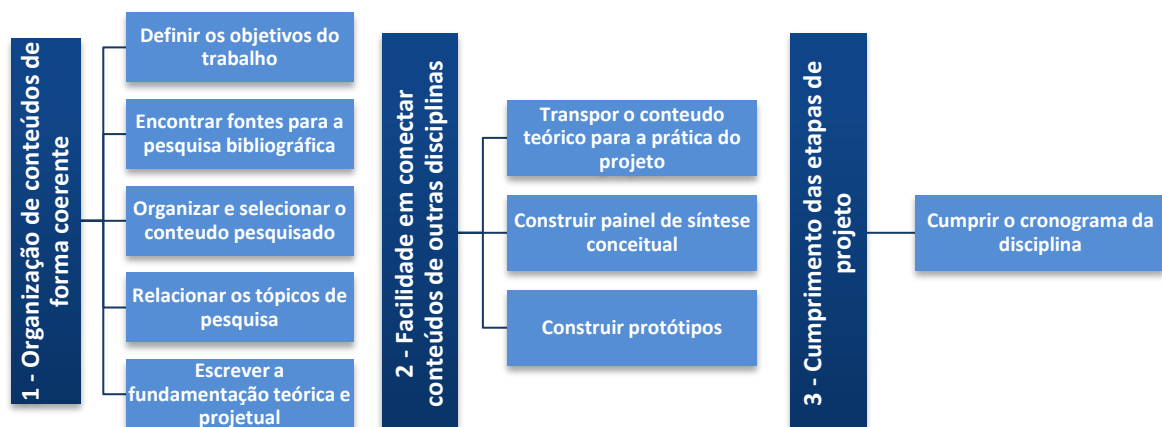 1 - Organização de conteúdos de
forma coerente
Definir os objetivos do
trabalho
Encontrar fontes para a
pesquisa bibliográfica
Organizar e selecionar o
conteudo pesquisado
Relacionar os tópicos de
pesquisa
Escrever a
fundamentação teórica e
projetual
2 - Facilidade em conectar
conteúdos de outras disciplinas
Transpor o conteudo
teórico para a prática do
projeto
Construir painel de síntese
conceitual
Construir protótipos
3 - Cumprimento das etapas de
projeto
Cumprir o cronograma da
disciplina